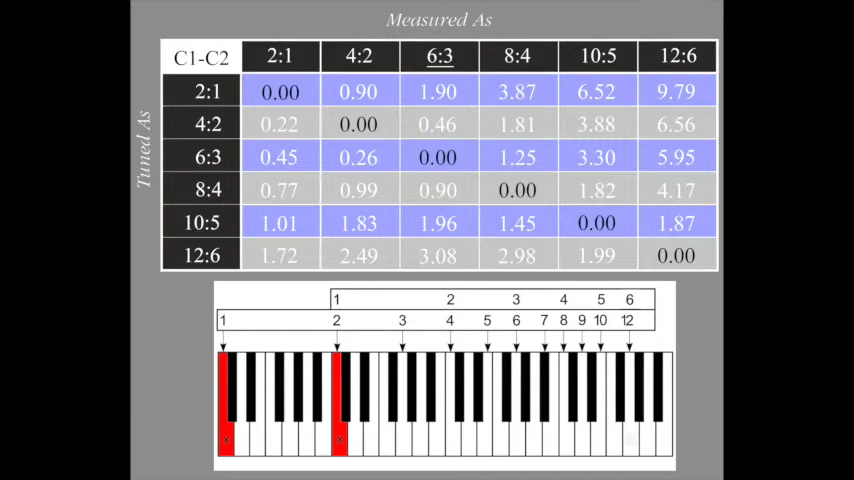 Measured As
C1-C2 2:1 4:2 6:3 8:4 10:5 12:6
Tuned As
2:1 0.00 0.90 1.90 3.87 6.52 9.79
4:2 0.22 0.00 0.46 1.81 3.88 6.56
6:3 0.45 0.26 0.00 1.25 3.30 5.95
8:4 0.77 0.99 0.90 0.00 1.82 4.17
10:5 1.01 1.83 1.96 1.45 0.00 1.87
12:6 1.72 2.49 3.08 2.98 1.99 0.00
1 2 3 4 5 6
1 2 3 4 5 6 7 8 9 10 12
x x